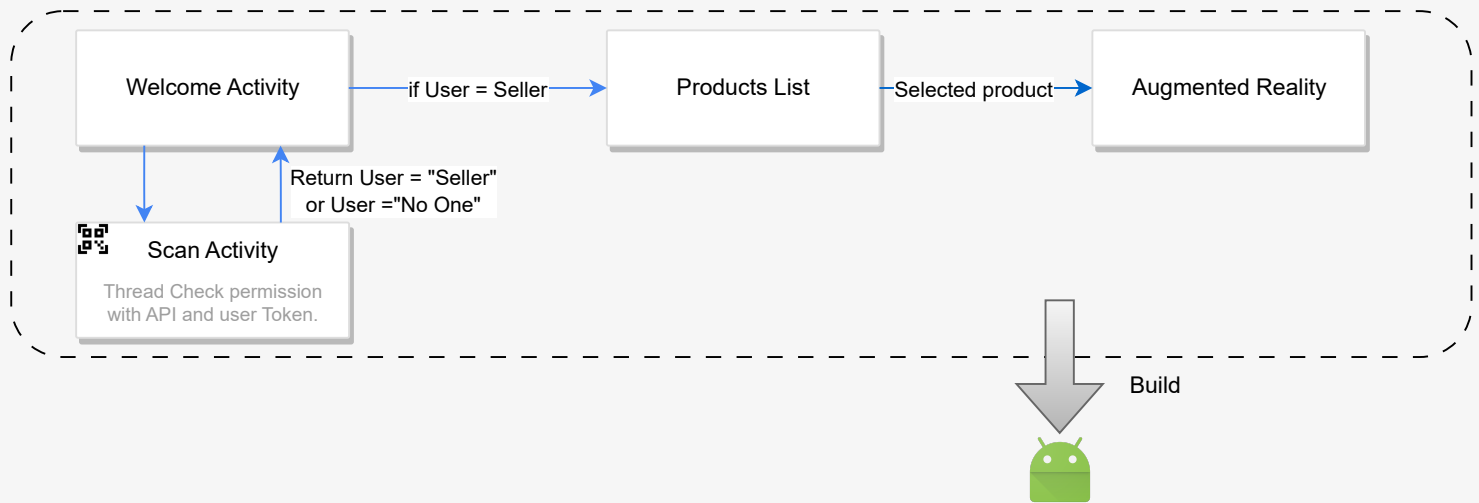 Welcome Activity
if User = Seller
Products List
Selected product
Augmented Reality
Return User = "Seller"
or User ="No One"
Scan Activity
Thread Check permission
with API and user Token.
Build